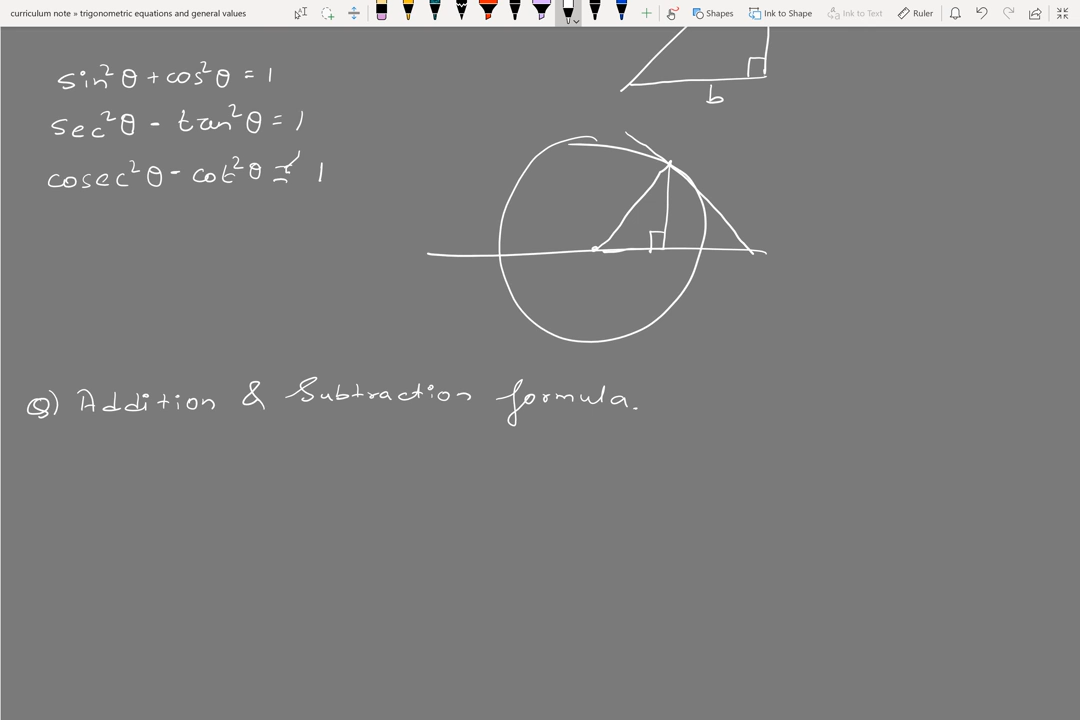 curriculum note » trigonometric equations and general values
Shapes
Ink to Shape
Ink to Text
Ruler
b
sin²θ + cos²θ = 1
sec²θ - tan²θ = 1
cosec²θ - cot²θ = 1
Q) Addition & Subtraction formula.